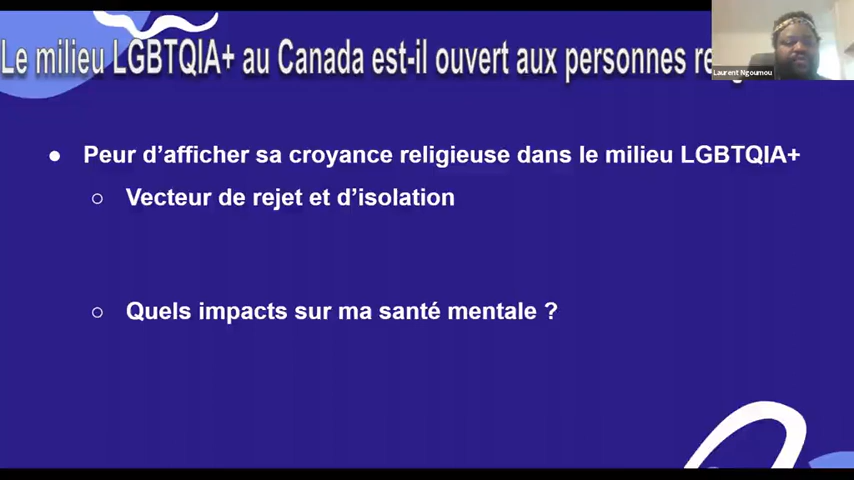 Le milieu LGBTQIA+ au Canada est-il ouvert aux personnes
Laurent Ngoumou
● Peur d’afficher sa croyance religieuse dans le milieu LGBTQIA+
○ Vecteur de rejet et d’isolation
○ Quels impacts sur ma santé mentale ?